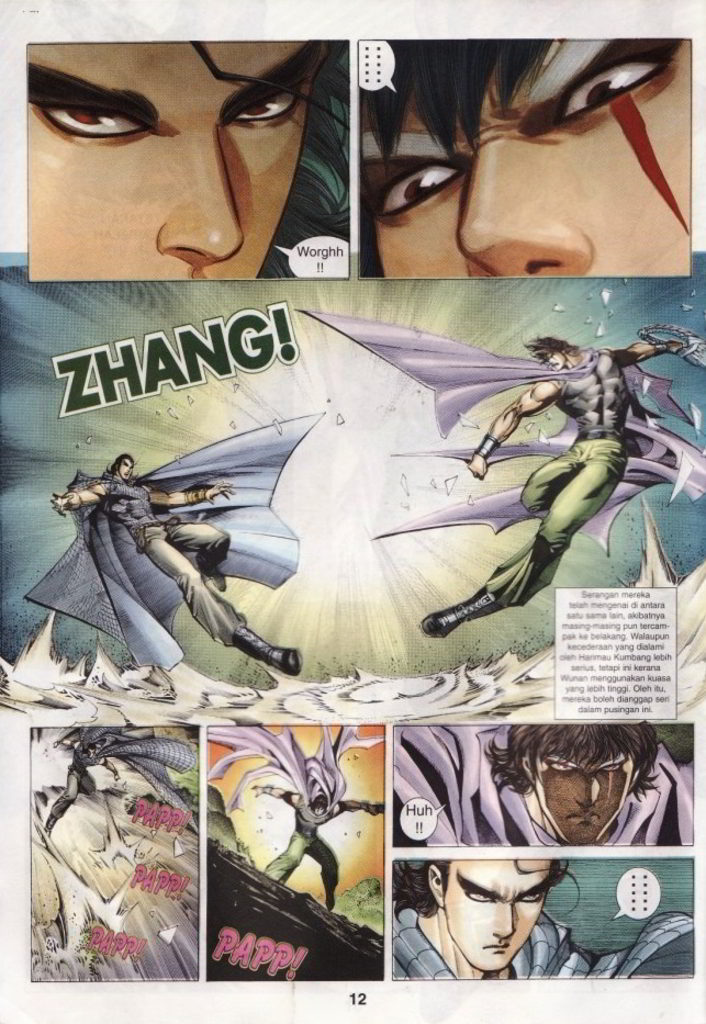 Worghh
!!
ZHANG!
Serangan mereka
telah mengenai di antara
satu sama lain, akibatnya
masing-masing pun tercam-
pak ke belakang. Walaupun
kecederaan yang dialami
oleh Harimau Kumbang lebih
serius, tetapi ini kerana
Wunan menggunakan kuasa
yang lebih tinggi. Oleh itu,
mereka boleh dianggap seri
dalam pusingan ini.
PAPP!
PAPP!
PAPP!
PAPP!
Huh
!!
12